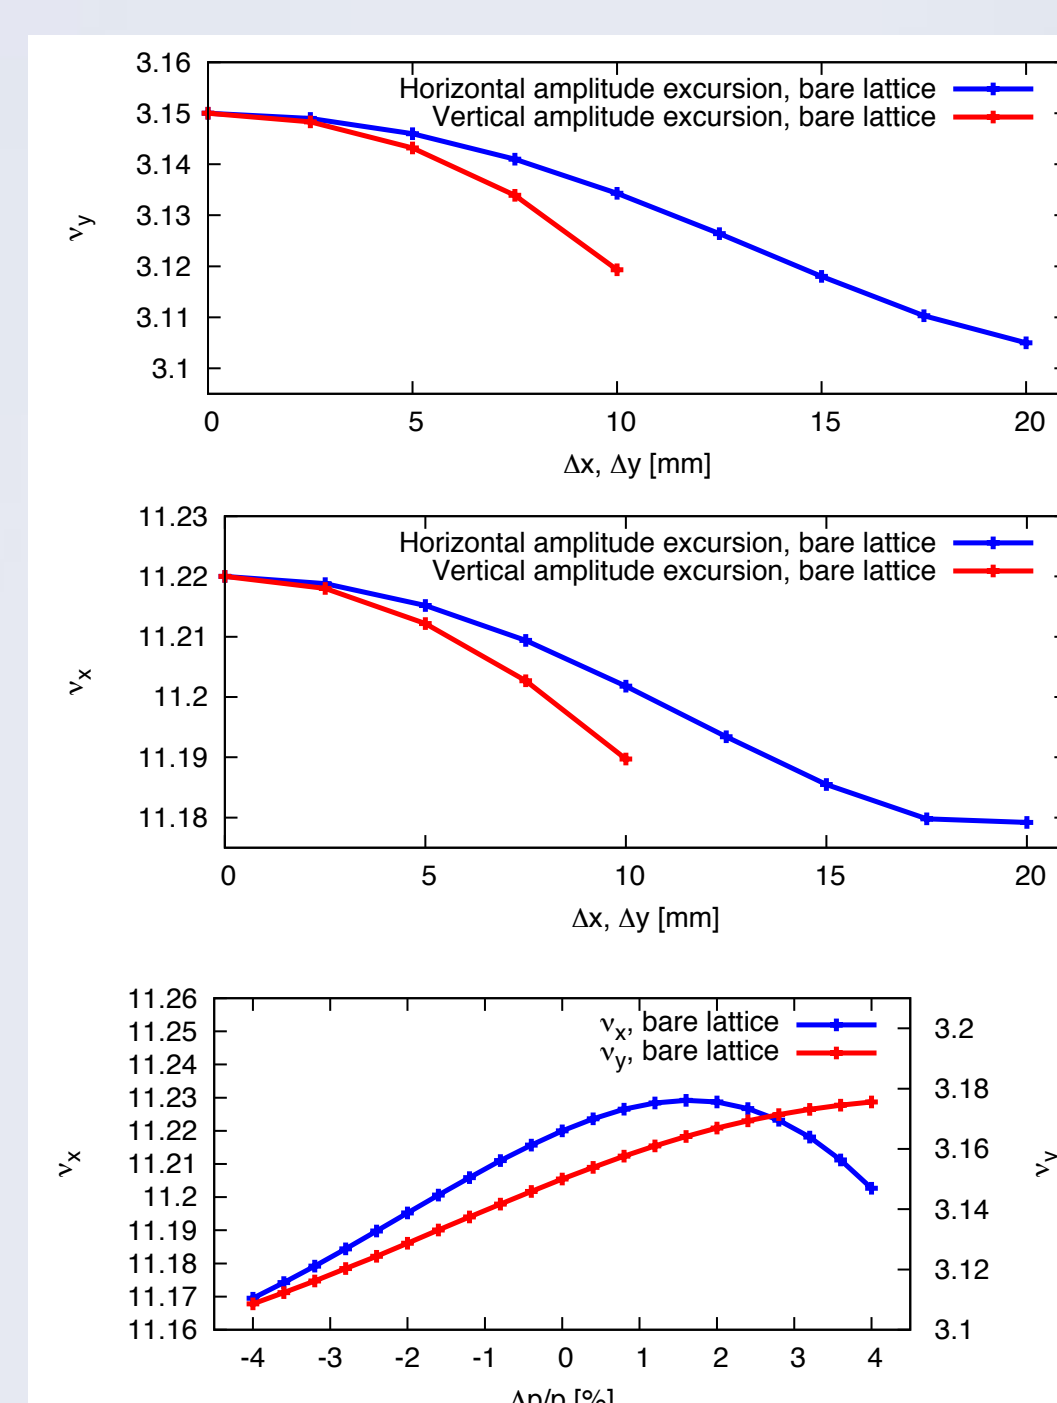 3.16
Horizontal amplitude excursion, bare lattice
3.15
Vertical amplitude excursion, bare lattice
3.14
3.13
νy
3.12
3.11
3.1
0 5 10 15 20
Δx, Δy [mm]
11.23
Horizontal amplitude excursion, bare lattice
11.22
Vertical amplitude excursion, bare lattice
11.21
νx
11.2
11.19
11.18
0 5 10 15 20
Δx, Δy [mm]
11.26
νx, bare lattice
11.25
3.2
νy, bare lattice
11.24
11.23
3.18
11.22
11.21
νx
3.16
νy
11.2
3.14
11.19
11.18
3.12
11.17
11.16
3.1
-4 -3 -2 -1 0 1 2 3 4
Δp/p [%]